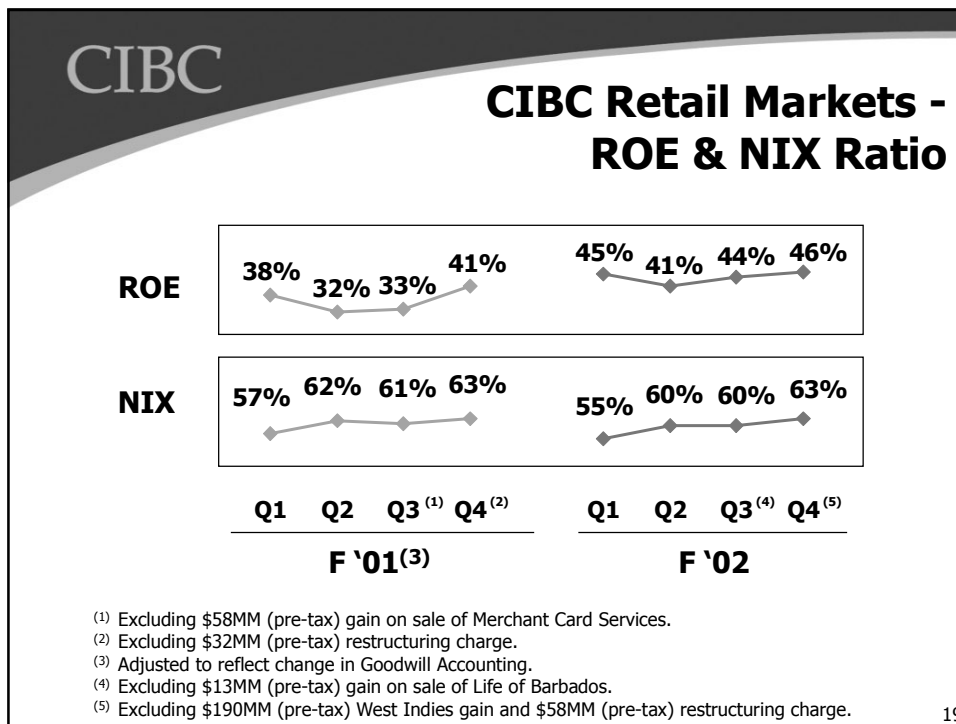 CIBC
CIBC Retail Markets -
ROE & NIX Ratio
ROE
38% 32% 33% 41% 45% 41% 44% 46%
NIX
57% 62% 61% 63% 55% 60% 60% 63%
Q1 Q2 Q3 (1) Q4 (2) Q1 Q2 Q3 (4) Q4 (5)
F ‘01(3) F ‘02
(1) Excluding $58MM (pre-tax) gain on sale of Merchant Card Services.
(2) Excluding $32MM (pre-tax) restructuring charge.
(3) Adjusted to reflect change in Goodwill Accounting.
(4) Excluding $13MM (pre-tax) gain on sale of Life of Barbados.
(5) Excluding $190MM (pre-tax) West Indies gain and $58MM (pre-tax) restructuring charge.
19